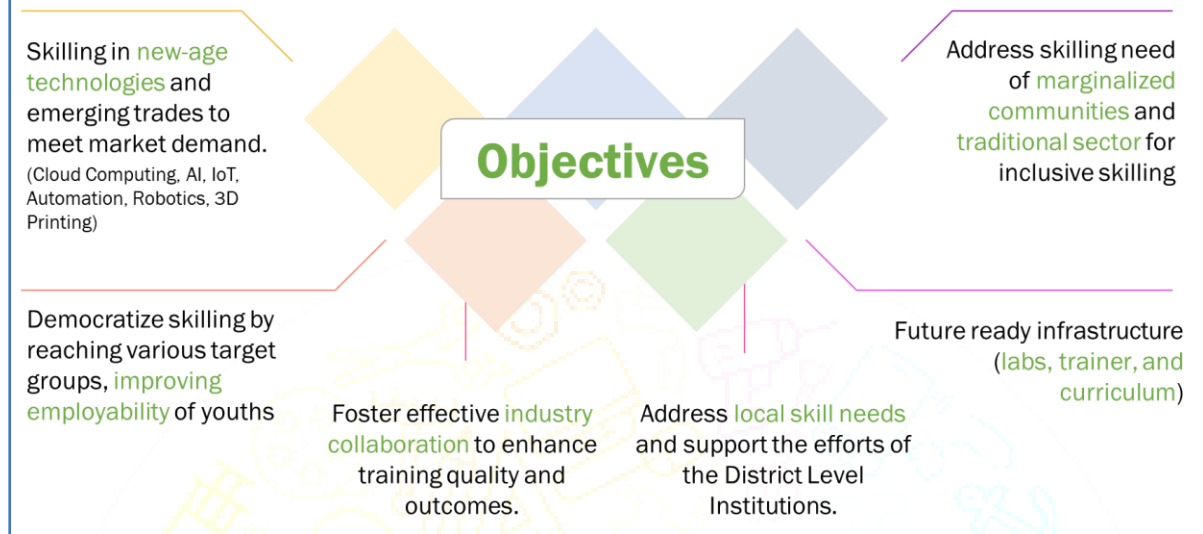 Objectives
Skilling in new-age
technologies and
emerging trades to
meet market demand.
(Cloud Computing, AI, IoT,
Automation, Robotics, 3D
Printing)
Address skilling need
of marginalized
communities and
traditional sector for
inclusive skilling
Democratize skilling by
reaching various target
groups, improving
employability of youths
Foster effective industry
collaboration to enhance
training quality and
outcomes.
Address local skill needs
and support the efforts of
the District Level
Institutions.
Future ready infrastructure
(labs, trainer, and
curriculum)